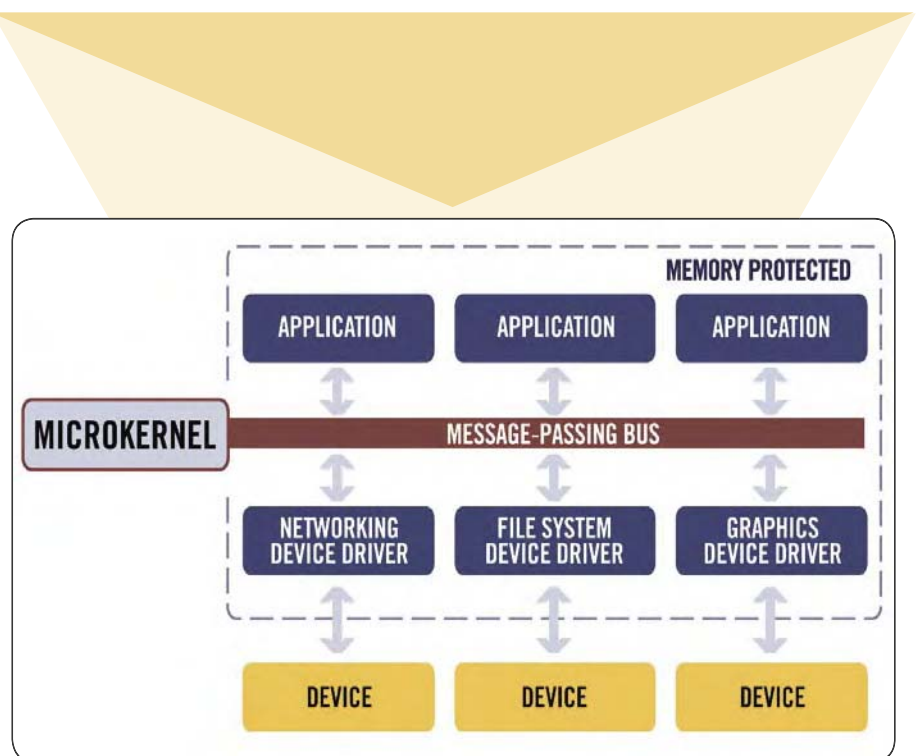 MEMORY PROTECTED
APPLICATION
APPLICATION
APPLICATION
MICROKERNEL
MESSAGE-PASSING BUS
NETWORKING
DEVICE DRIVER
FILE SYSTEM
DEVICE DRIVER
GRAPHICS
DEVICE DRIVER
DEVICE
DEVICE
DEVICE